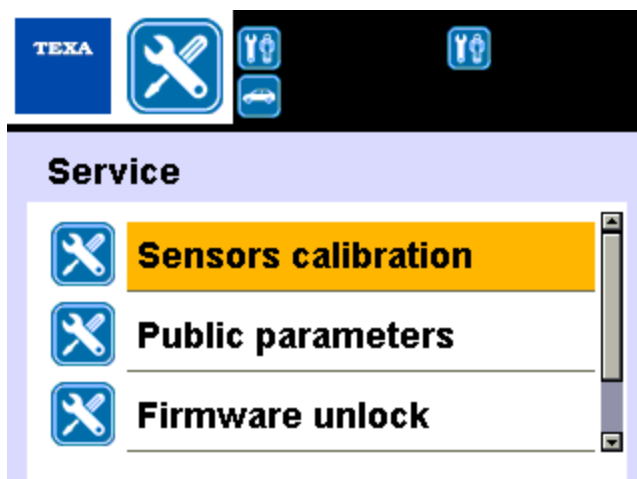 TEXA
Service
Sensors calibration
Public parameters
Firmware unlock